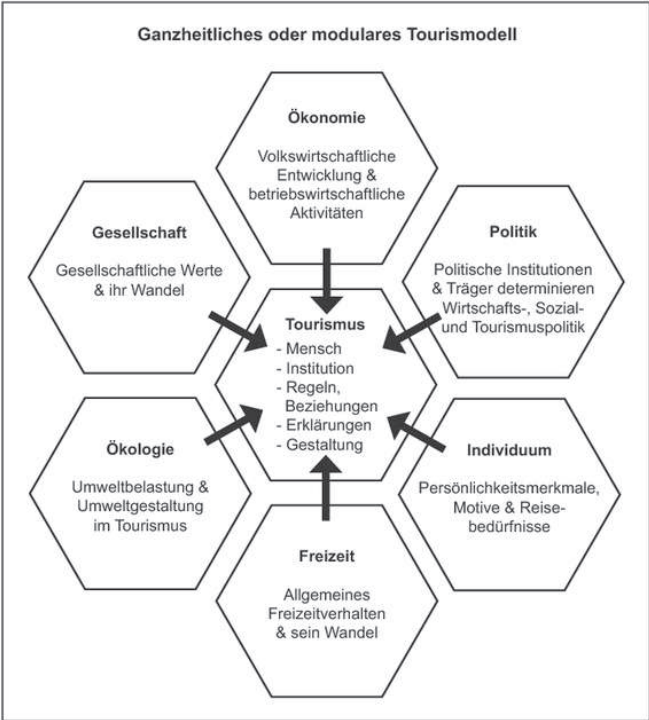 Ganzheitliches oder modulares Tourismodell
Ökonomie
Volkswirtschaftliche
Entwicklung &
betriebswirtschaftliche
Aktivitäten
Gesellschaft
Gesellschaftliche Werte
& ihr Wandel
Politik
Politische Institutionen
& Träger determinieren
Wirtschafts-, Sozial-
und Tourismuspolitik
Tourismus
- Mensch
- Institution
- Regeln,
Beziehungen
- Erklärungen
- Gestaltung
Ökologie
Umweltbelastung &
Umweltgestaltung
im Tourismus
Individuum
Persönlichkeitsmerkmale,
Motive & Reise-
bedürfnisse
Freizeit
Allgemeines
Freizeitverhalten
& sein Wandel